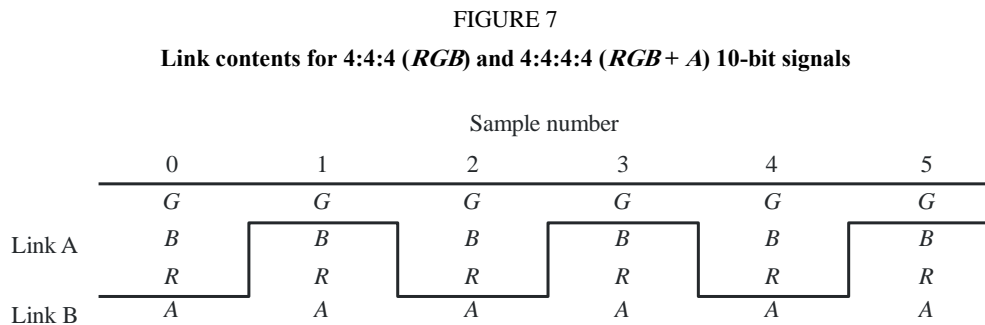 FIGURE 7
Link contents for 4:4:4 (RGB) and 4:4:4:4 (RGB + A) 10-bit signals
Sample number
0 1 2 3 4 5
G G G G G G
Link A B B B B B B
R R R R R R
Link B A A A A A A